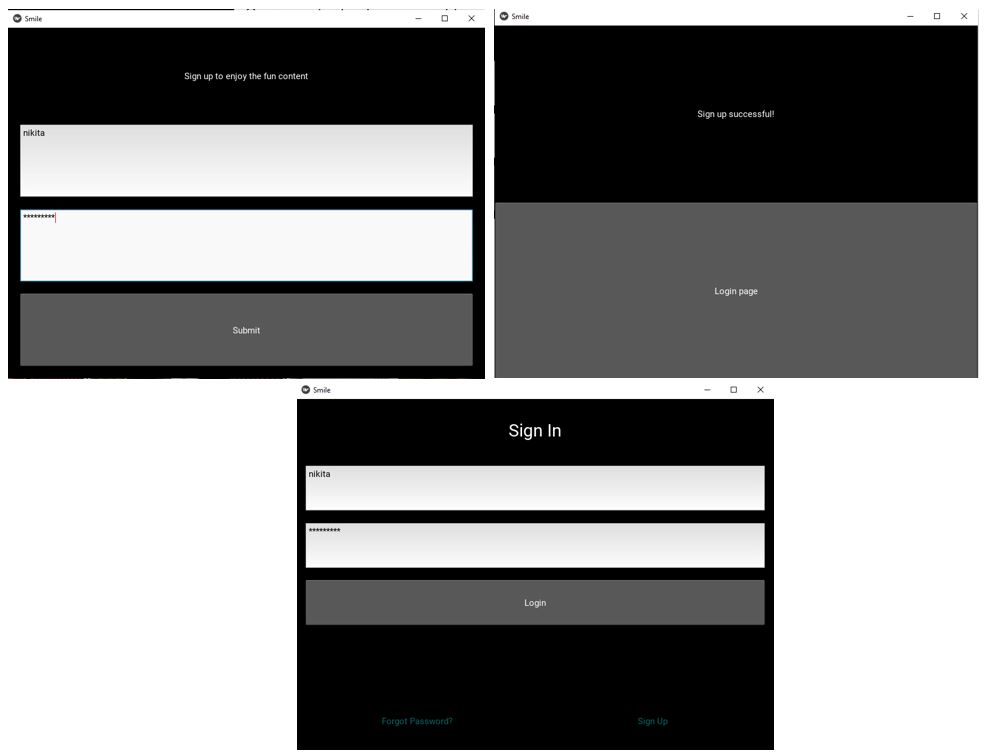 Smile
Sign up to enjoy the fun content
nikita
*********
Submit
Smile
Sign up successful!
Login page
Smile
Sign In
nikita
*********
Login
Forgot Password?
Sign Up